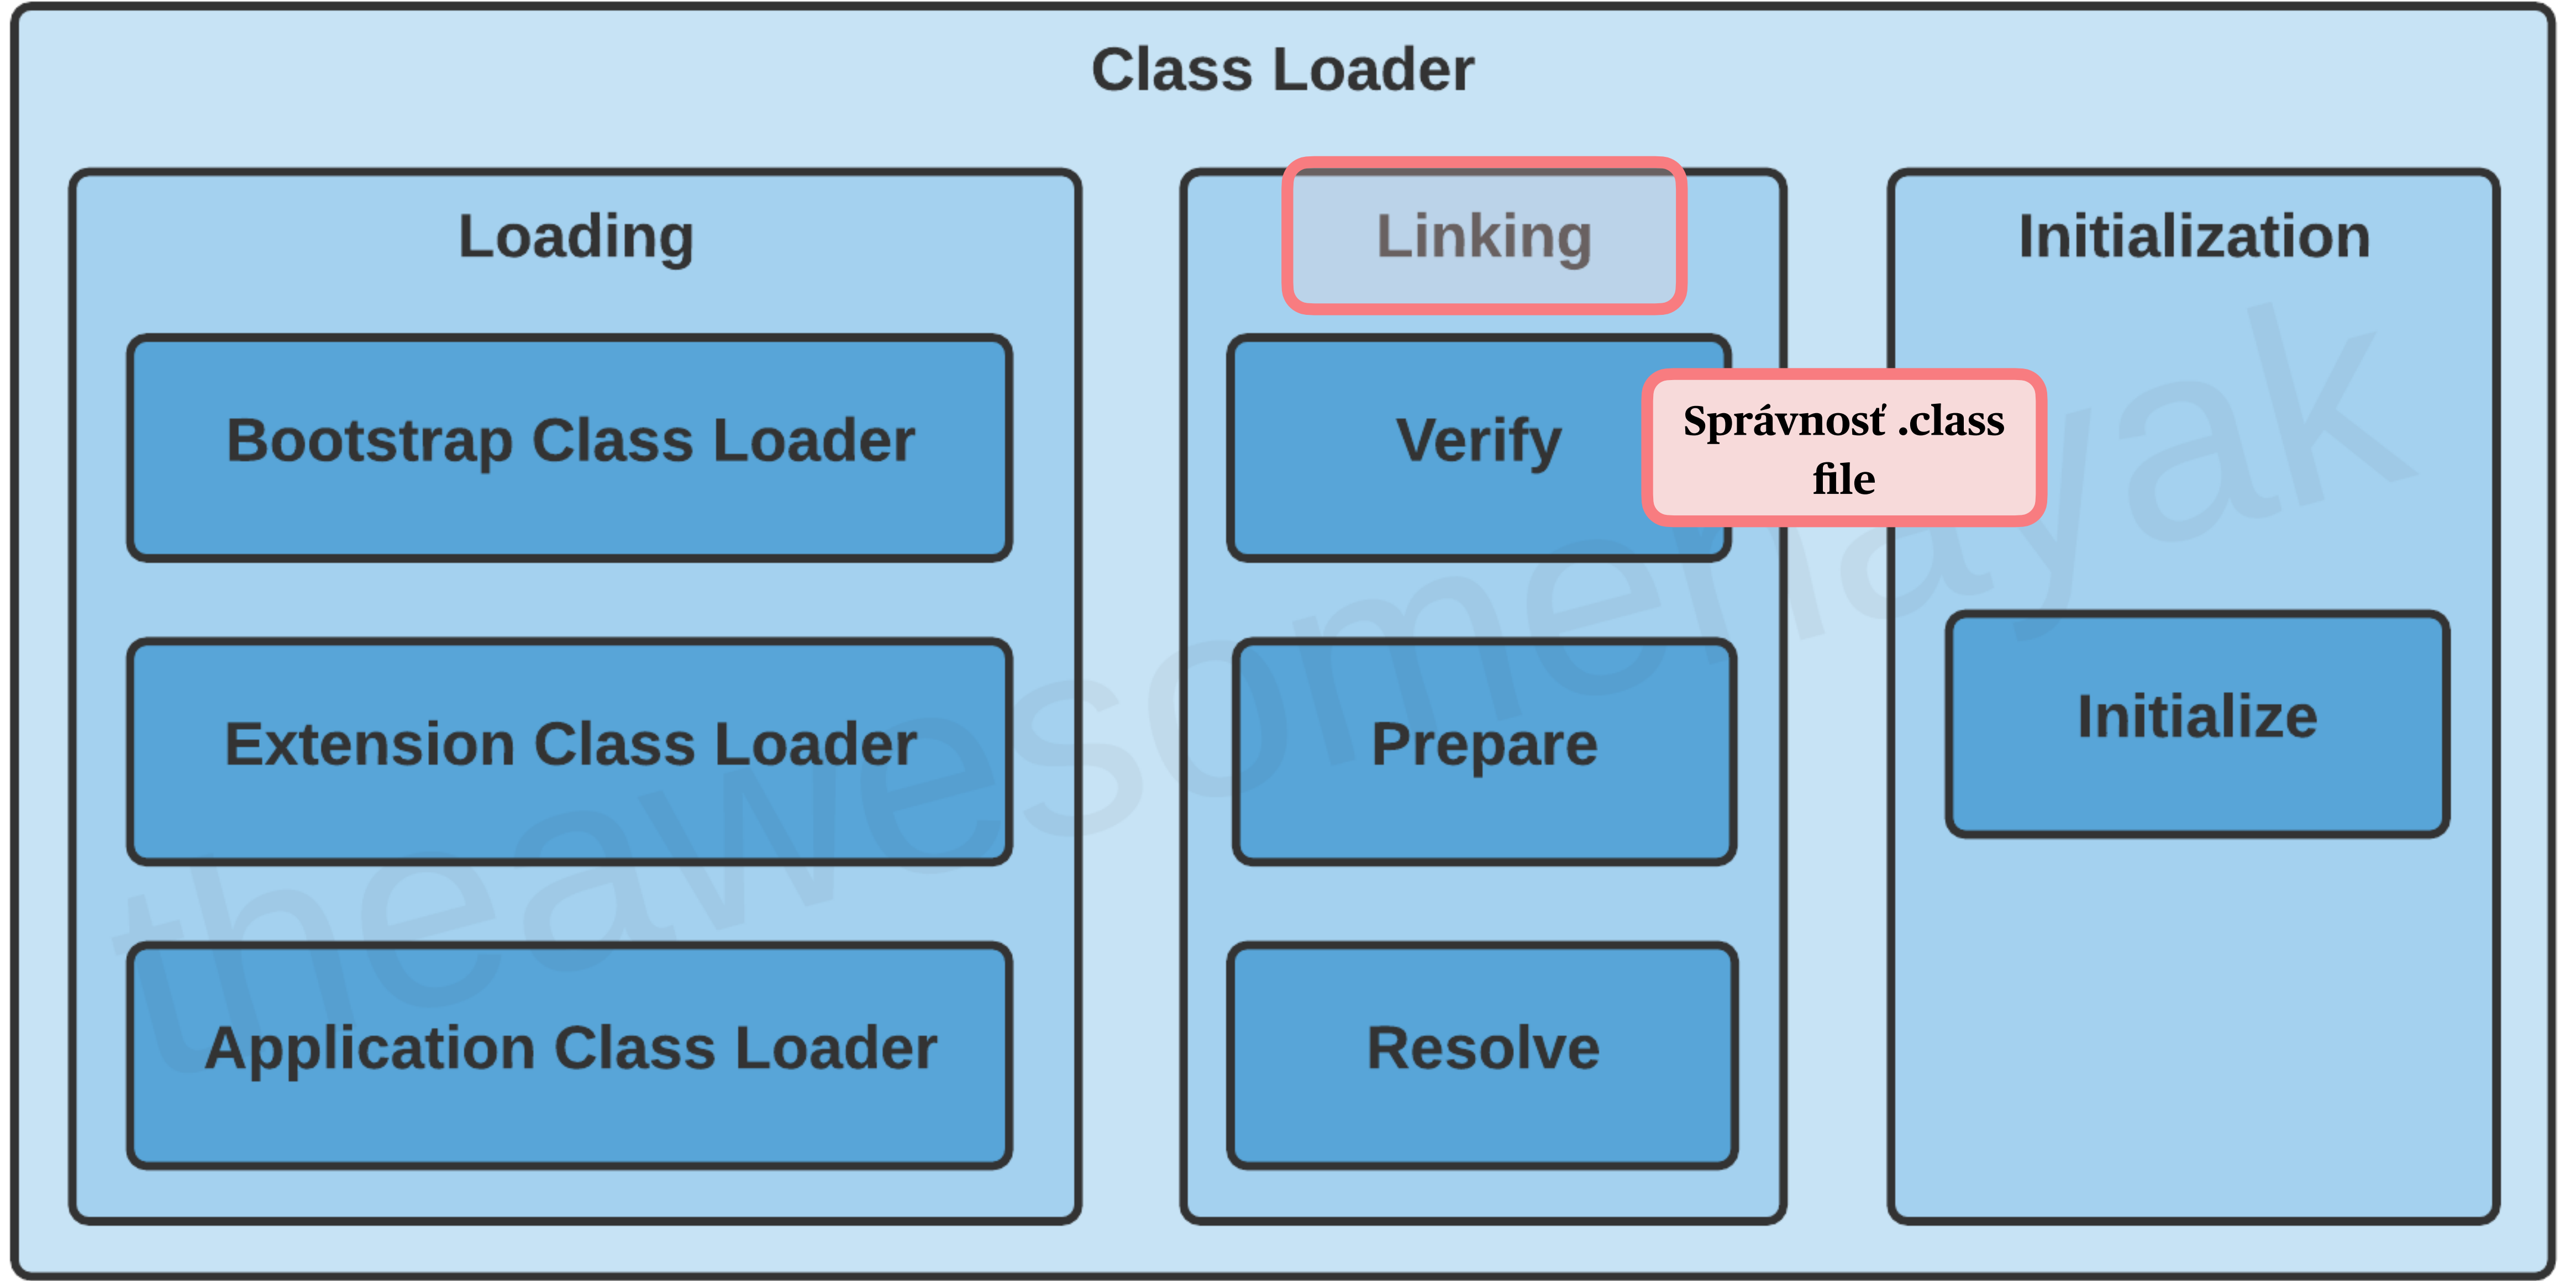 Class Loader
Loading
Bootstrap Class Loader
Extension Class Loader
Application Class Loader
Linking
Verify
Správnosť .class
file
Prepare
Resolve
Initialization
Initialize
theawesomenayak